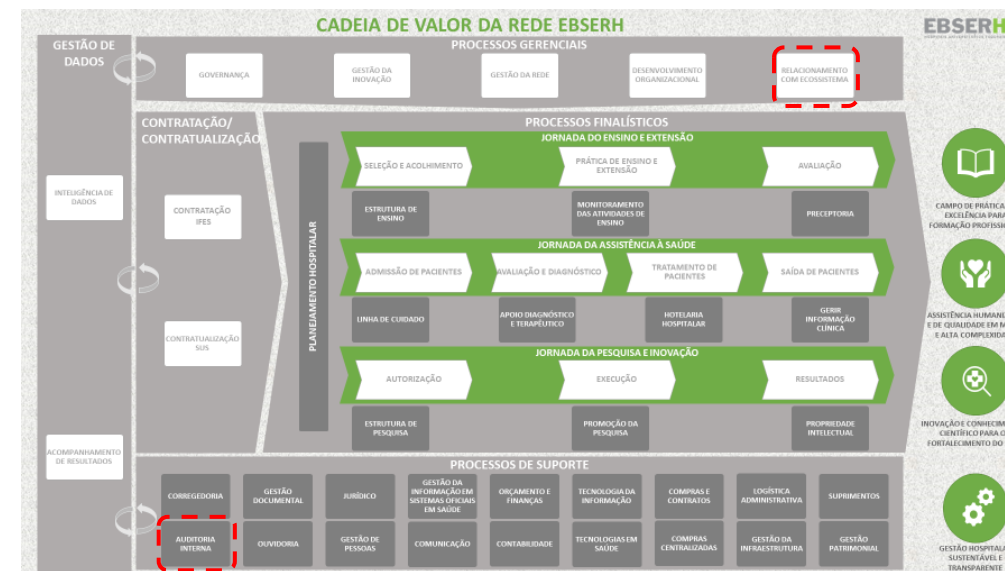 CADEIA DE VALOR DA REDE EBSERH
EBSERH
GESTÃO DE
DADOS
PROCESSOS GERENCIAIS
GOVERNANÇA
GESTÃO DA
INOVAÇÃO
GESTÃO DA REDE
DESENVOLVIMENTO
ORGANIZACIONAL
RELACIONAMENTO
COM ECOSSISTEMA
INTELIGÊNCIA DE
DADOS
ACOMPANHAMENTO
DE RESULTADOS
CONTRATAÇÃO/
CONTRATUALIZAÇÃO
CONTRATAÇÃO
IFES
CONTRATUALIZAÇÃO
SUS
PLANEJAMENTO HOSPITALAR
PROCESSOS FINALÍSTICOS
JORNADA DO ENSINO E EXTENSÃO
SELEÇÃO E ACOLHIMENTO
PRÁTICA DE ENSINO E
EXTENSÃO
AVALIAÇÃO
ESTRUTURA DE
ENSINO
MONITORAMENTO
DAS ATIVIDADES DE
ENSINO
PRECEPTORIA
JORNADA DA ASSISTÊNCIA À SAÚDE
ADMISSÃO DE PACIENTES
AVALIAÇÃO E DIAGNÓSTICO
TRATAMENTO DE
PACIENTES
SAÍDA DE PACIENTES
LINHA DE CUIDADO
APOIO DIAGNÓSTICO
E TERAPÊUTICO
HOTELARIA
HOSPITALAR
GERIR
INFORMAÇÃO
CLÍNICA
JORNADA DA PESQUISA E INOVAÇÃO
AUTORIZAÇÃO
EXECUÇÃO
RESULTADOS
ESTRUTURA DE
PESQUISA
PROMOÇÃO DA
PESQUISA
PROPRIEDADE
INTELECTUAL
PROCESSOS DE SUPORTE
CORREGEDORIA
GESTÃO
DOCUMENTAL
JURÍDICO
GESTÃO DA
INFORMAÇÃO EM
SISTEMAS OFICIAIS
EM SAÚDE
ORÇAMENTO E
FINANÇAS
TECNOLOGIA DA
INFORMAÇÃO
COMPRAS E
CONTRATOS
LOGÍSTICA
ADMINISTRATIVA
SUPRIMENTOS
AUDITORIA
INTERNA
OUVIDORIA
GESTÃO DE
PESSOAS
COMUNICAÇÃO
CONTABILIDADE
TECNOLOGIAS EM
SAÚDE
COMPRAS
CENTRALIZADAS
GESTÃO DA
INFRAESTRUTURA
GESTÃO
PATRIMONIAL
CAMPO DE PRÁTICA
EXCELÊNCIA PARA
FORMAÇÃO PROFISSI
ASSISTÊNCIA HUMANI
E DE QUALIDADE EM M
E ALTA COMPLEXIDA
INOVAÇÃO E CONHECIM
CIENTÍFICO PARA O
FORTALECIMENTO DO
GESTÃO HOSPITALA
SUSTENTÁVEL E
TRANSPARENTE